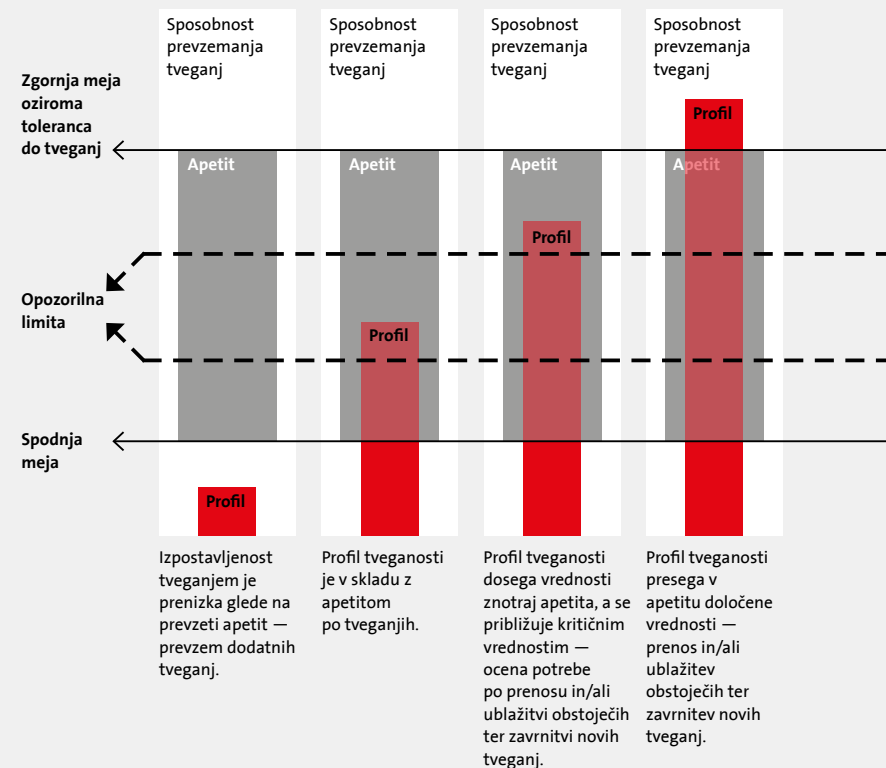 Sposobnost
prevzemanja
tveganj
Sposobnost
prevzemanja
tveganj
Sposobnost
prevzemanja
tveganj
Sposobnost
prevzemanja
tveganj
Zgornja meja
oziroma
toleranca
do tveganj
Apetit
Apetit
Apetit
Apetit
Profil
Profil
Profil
Profil
Opozorilna
limita
Spodnja
meja
Izpostavljenost
tveganjem je
prenizka glede na
prevzeti apetit —
prevzem dodatnih
tveganj.
Profil tveganosti
je v skladu z
apetitom
po tveganjih.
Profil tveganosti
dosega vrednosti
znotraj apetita, a se
približuje kritičnim
vrednostim —
ocena potrebe
po prenosu in/ali
ublažitvi obstoječih
ter zavrnitvi novih
tveganj.
Profil tveganosti
presega v
apetitu določene
vrednosti —
prenos in/ali
ublažitev
obstoječih ter
zavrnitev novih
tveganj.